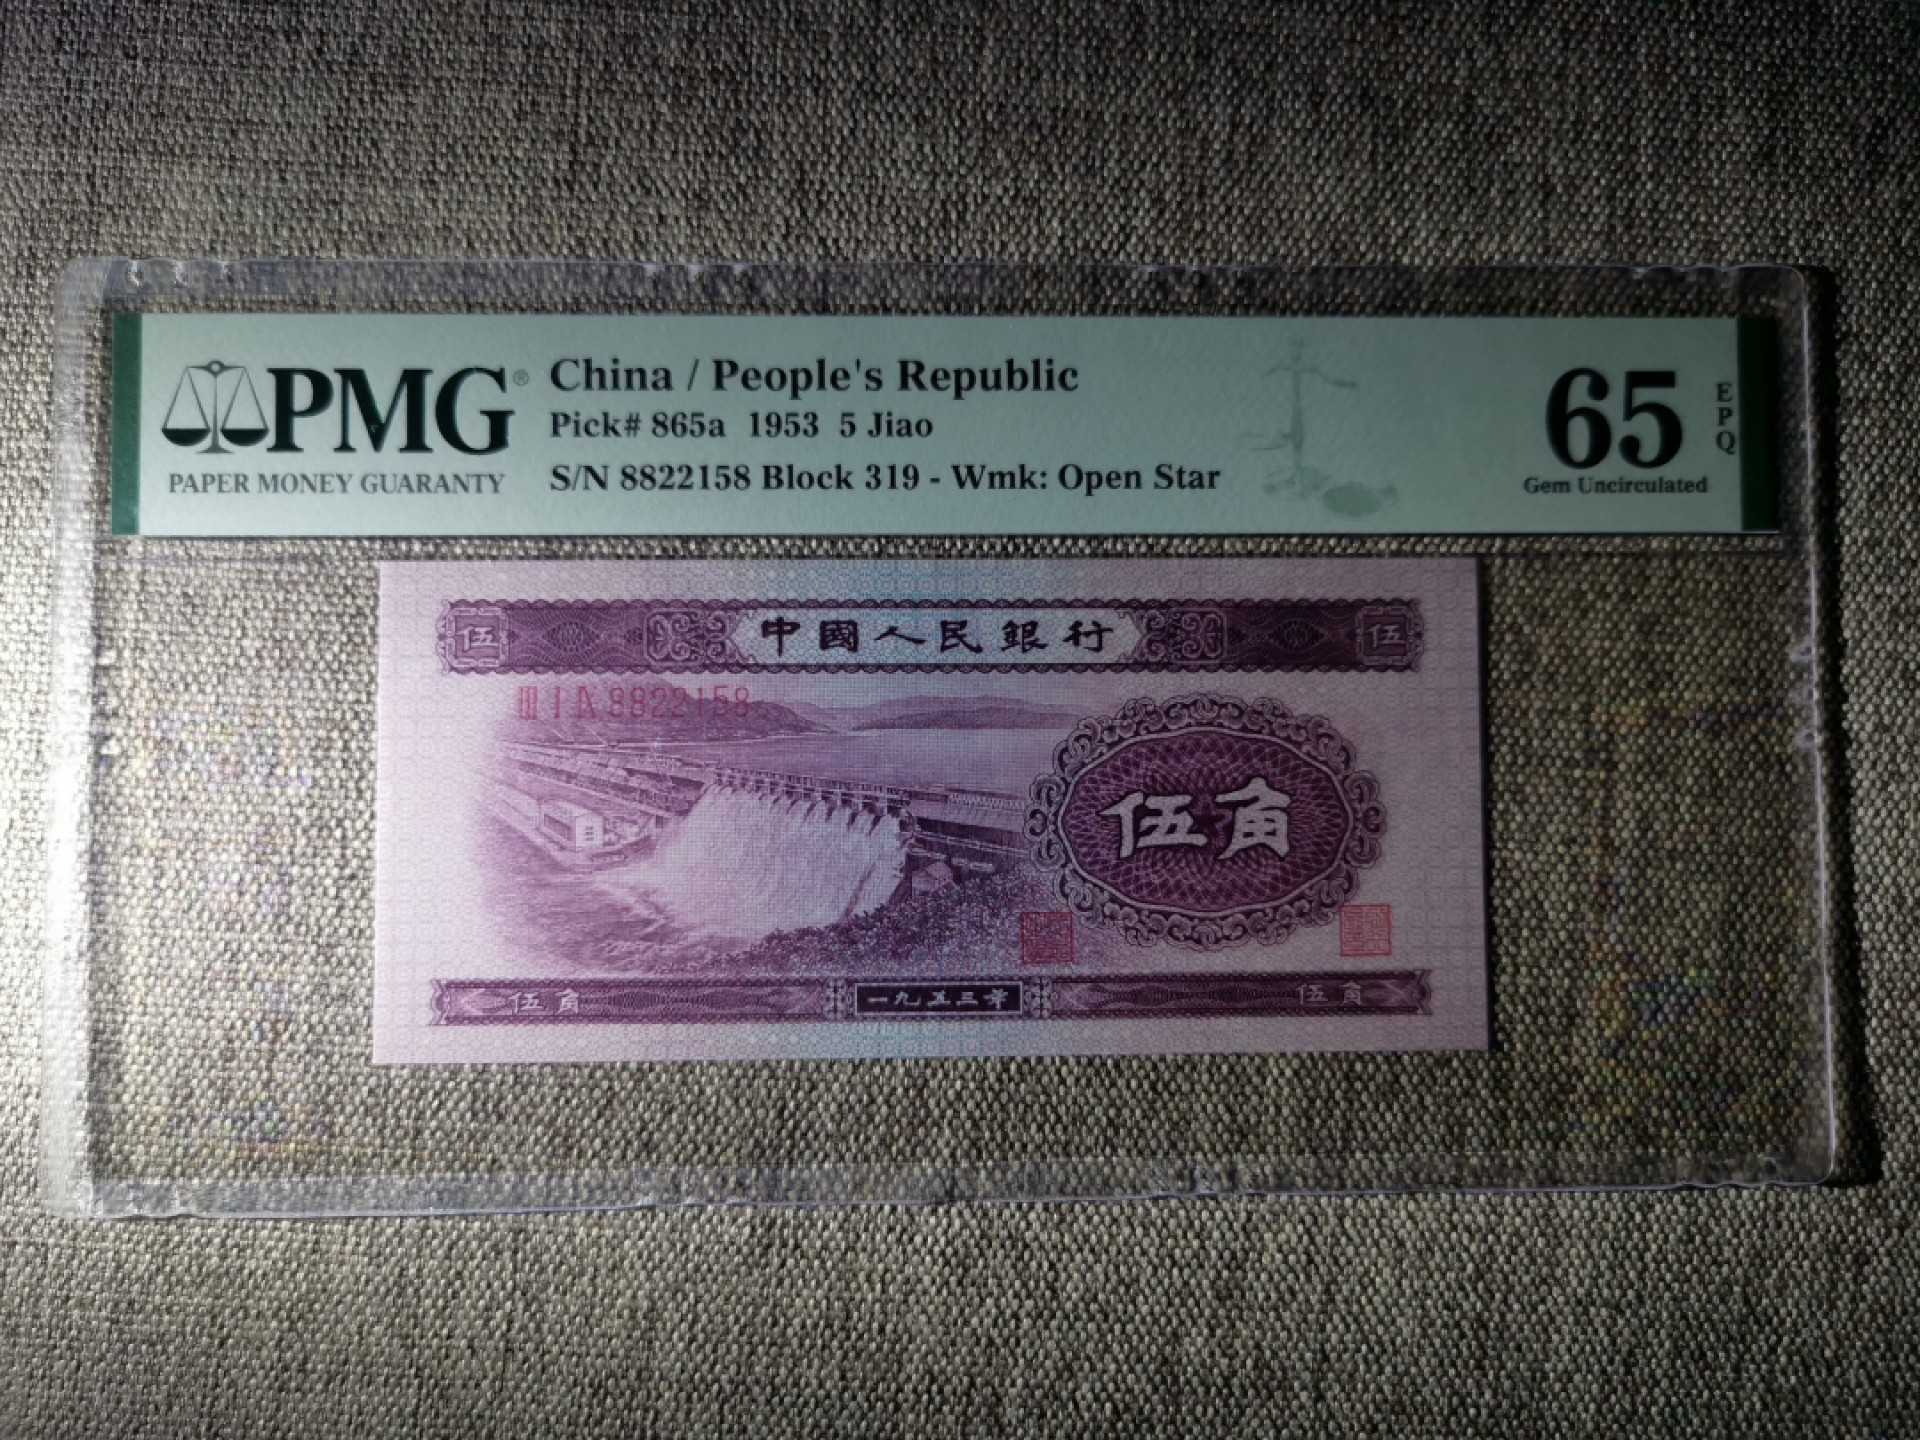 PMG®
PAPER MONEY GUARANTY
China / People's Republic
Pick# 865a 1953 5 Jiao
S/N 8822158 Block 319 - Wmk: Open Star
65
EPQ
Gem Uncirculated
伍 中國人民銀行 伍
III I IX 8822158
伍角
伍角 一九五三年 伍角